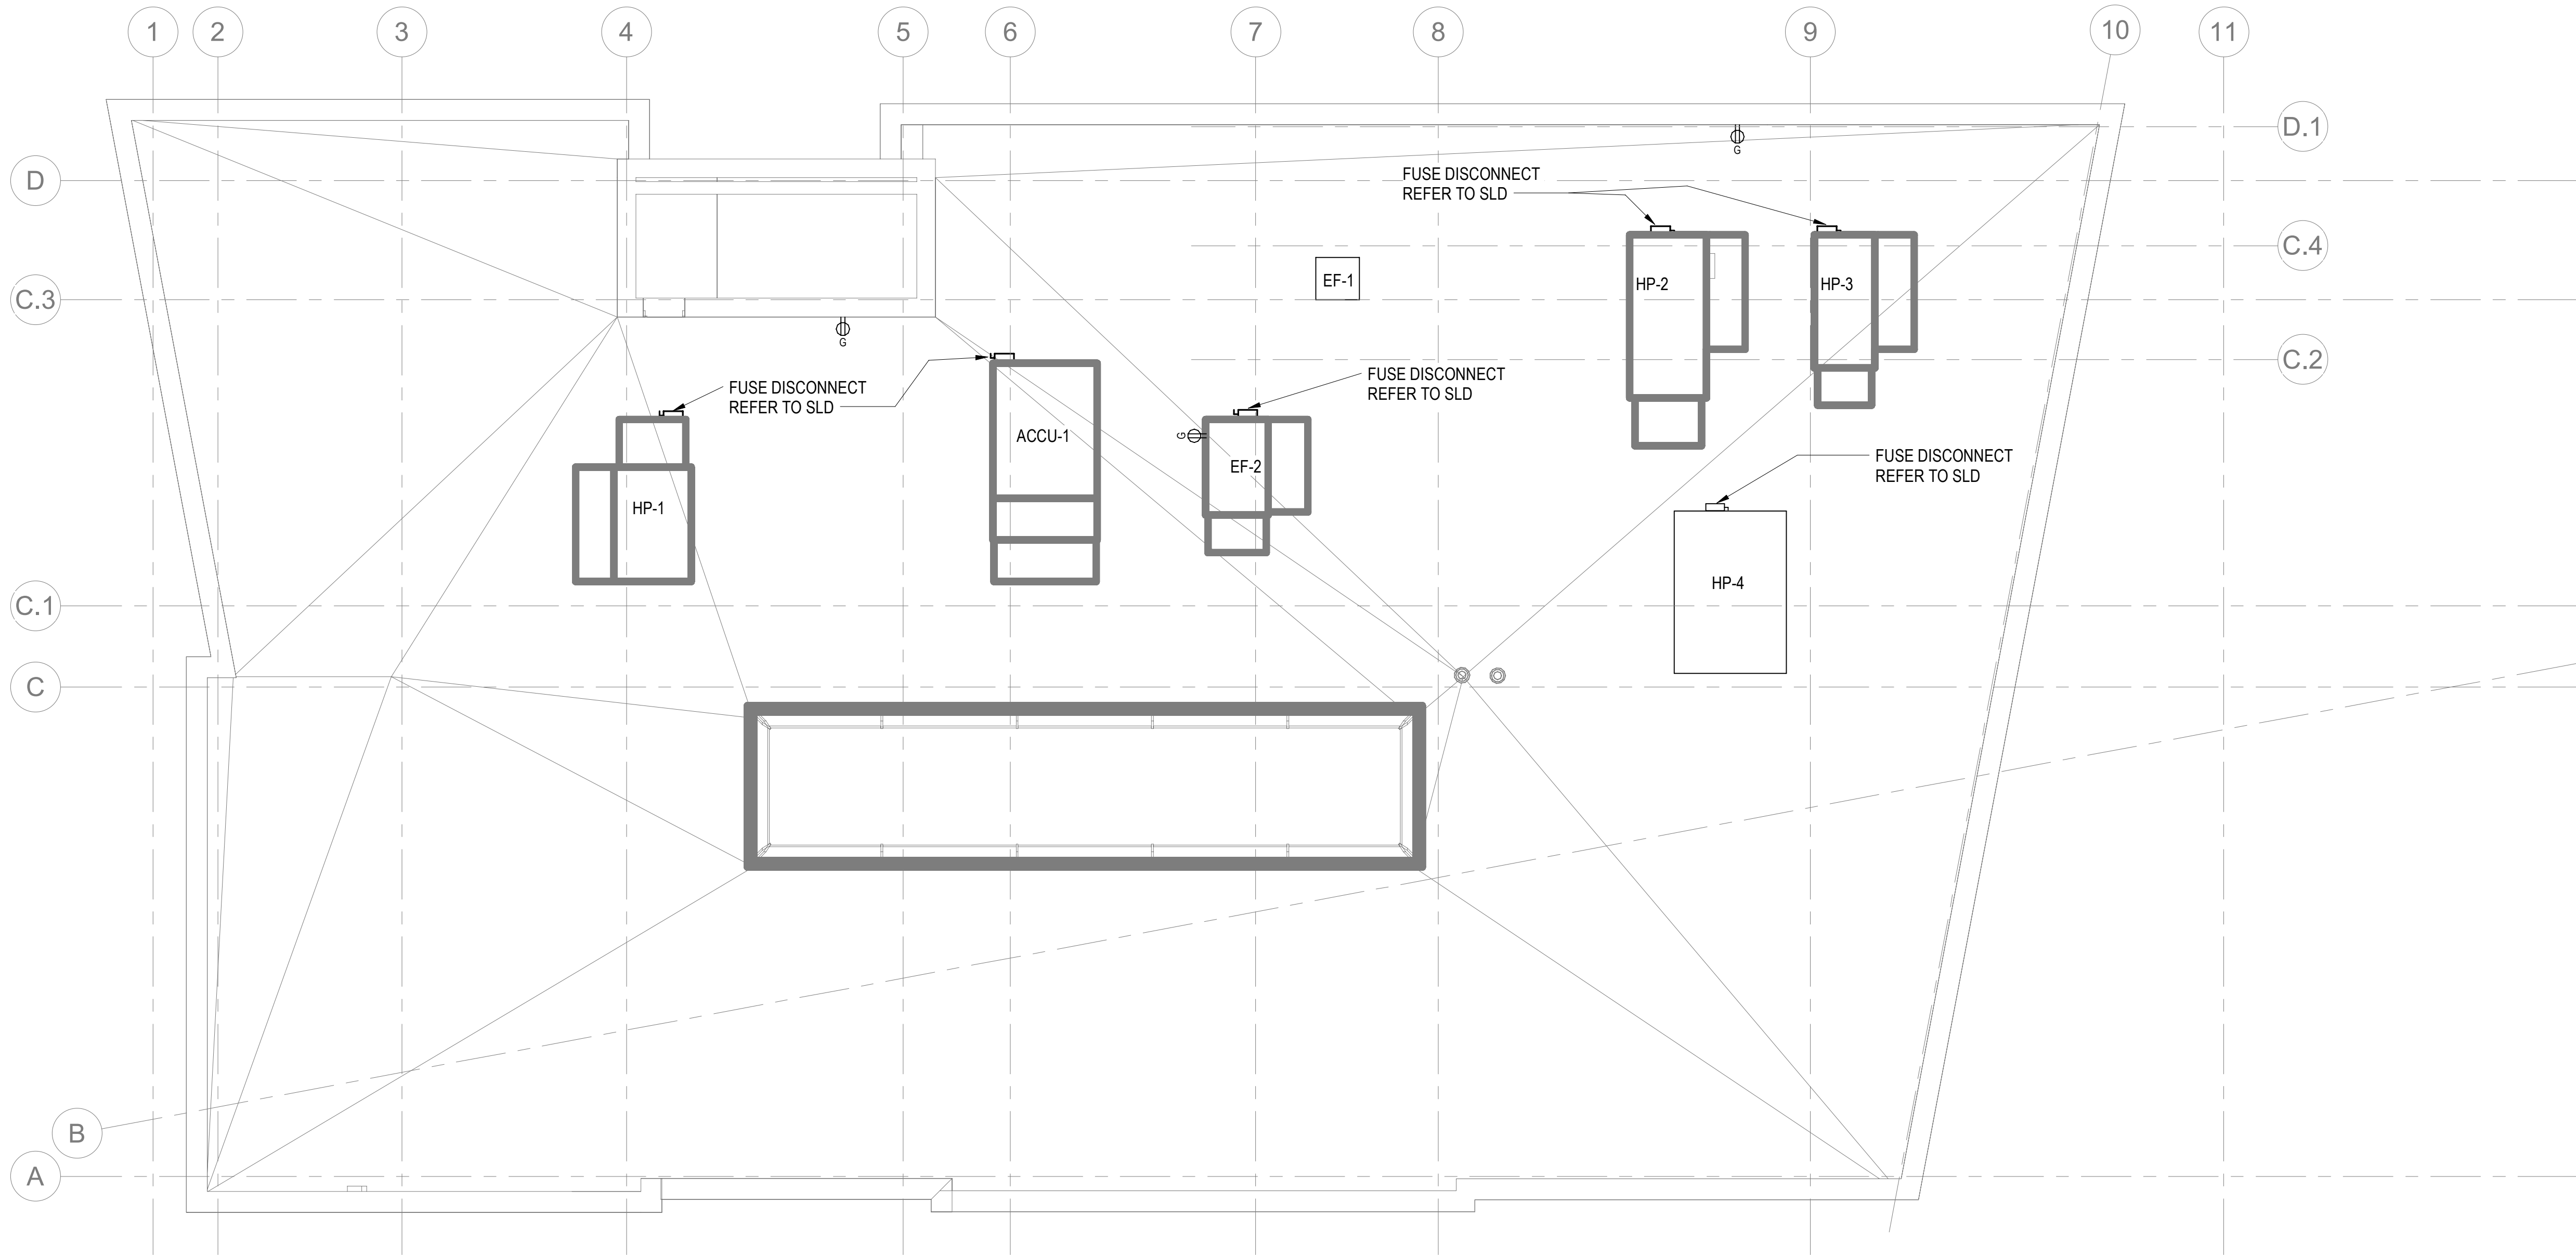 1
2
3
4
5
6
7
8
9
10
11
D.1
D
FUSE DISCONNECT
REFER TO SLD
G
C.4
C.3
EF-1
HP-2
HP-3
G
C.2
FUSE DISCONNECT
REFER TO SLD
FUSE DISCONNECT
REFER TO SLD
ACCU-1
G
EF-2
FUSE DISCONNECT
REFER TO SLD
HP-1
HP-4
C.1
C
B
A